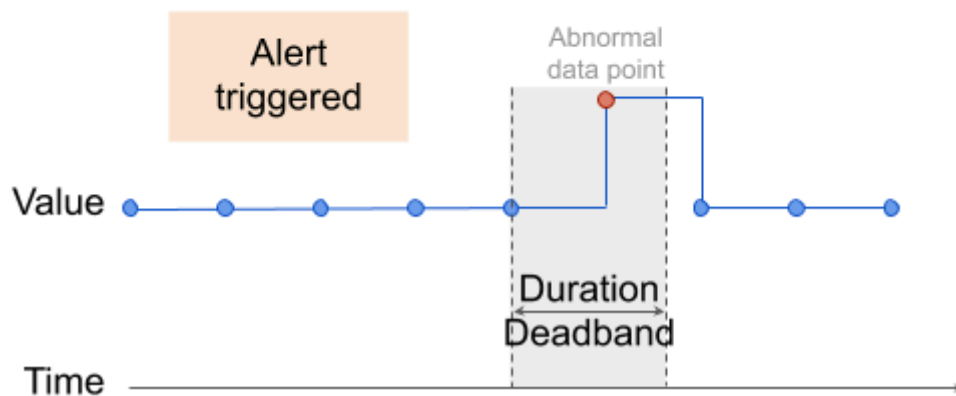 Alert
triggered
Abnormal
data point
Value
Duration
Deadband
Time